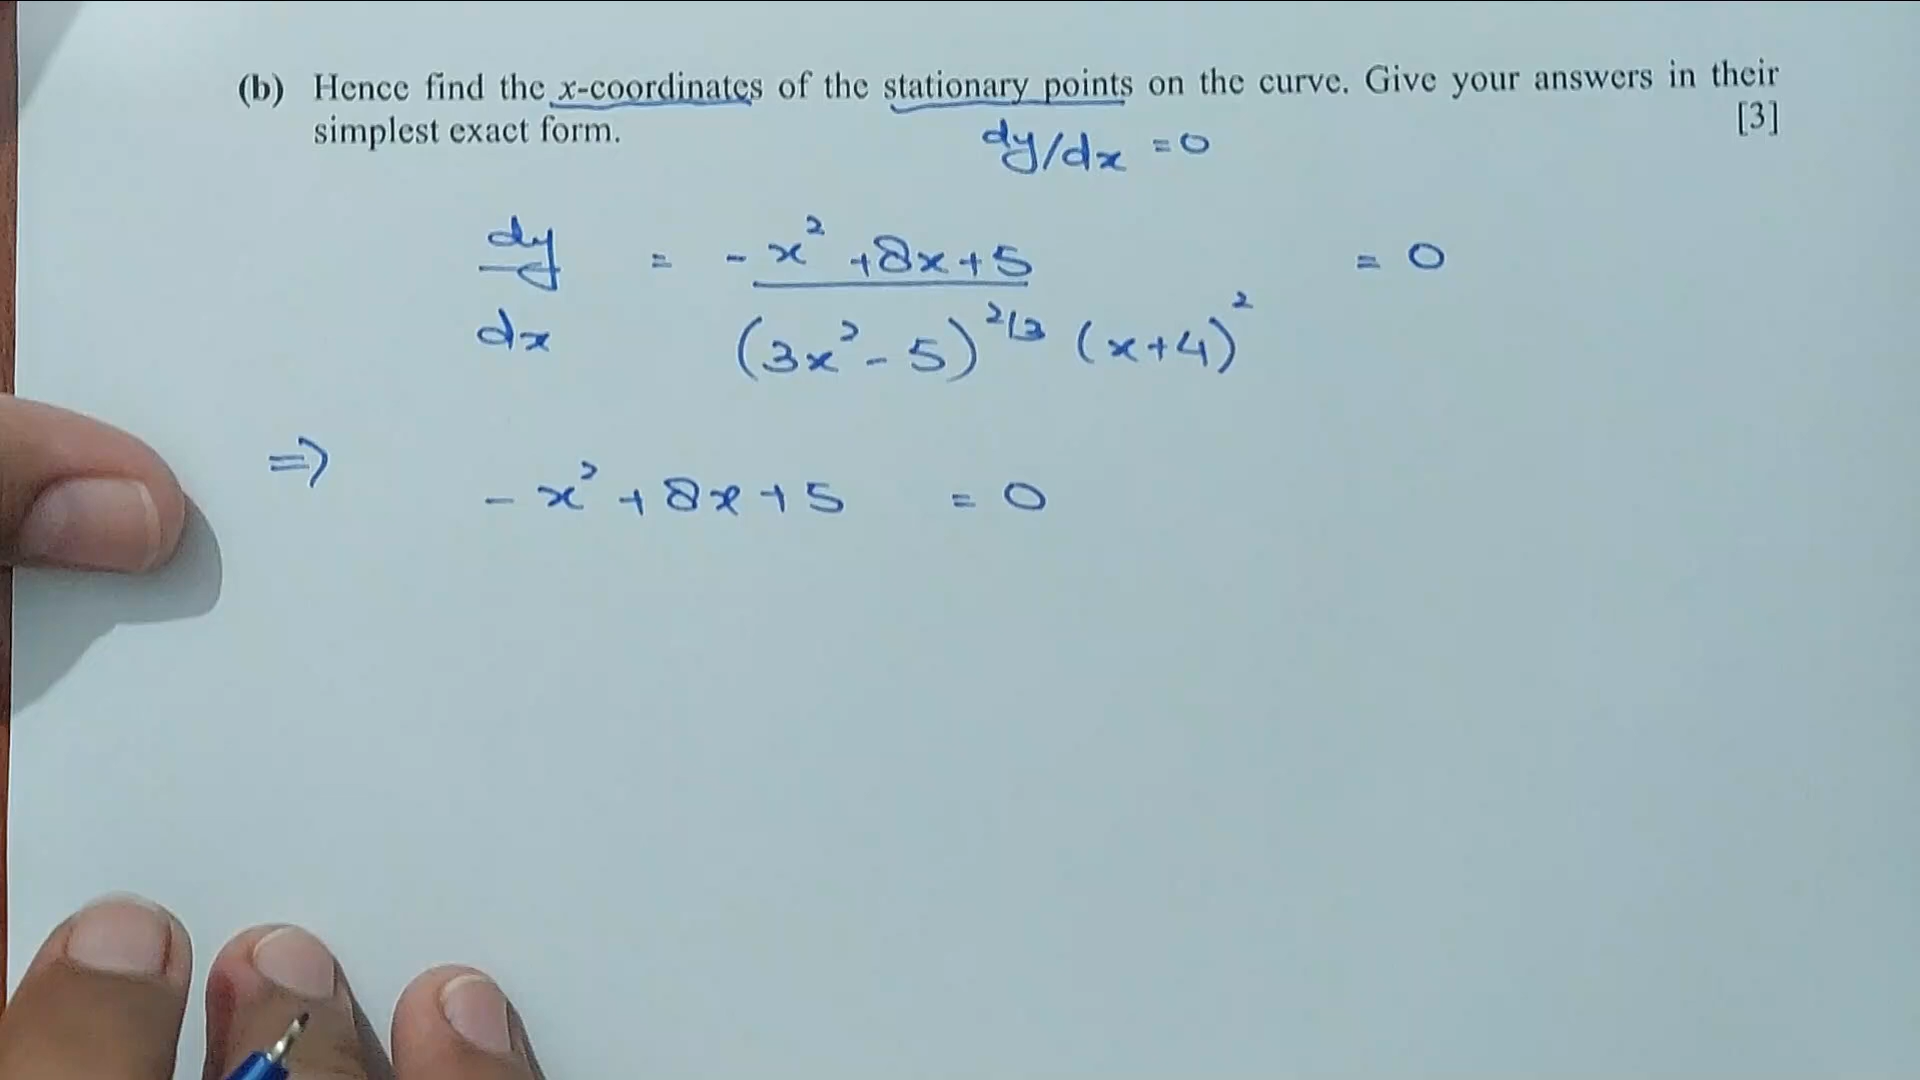 (b) Hence find the x-coordinates of the stationary points on the curve. Give your answers in their
simplest exact form. [3]
dy/dx = 0
dy/dx = -x² + 8x + 5 / (3x² - 5)^2/3 (x+4)² = 0
⇒ -x² + 8x + 5 = 0